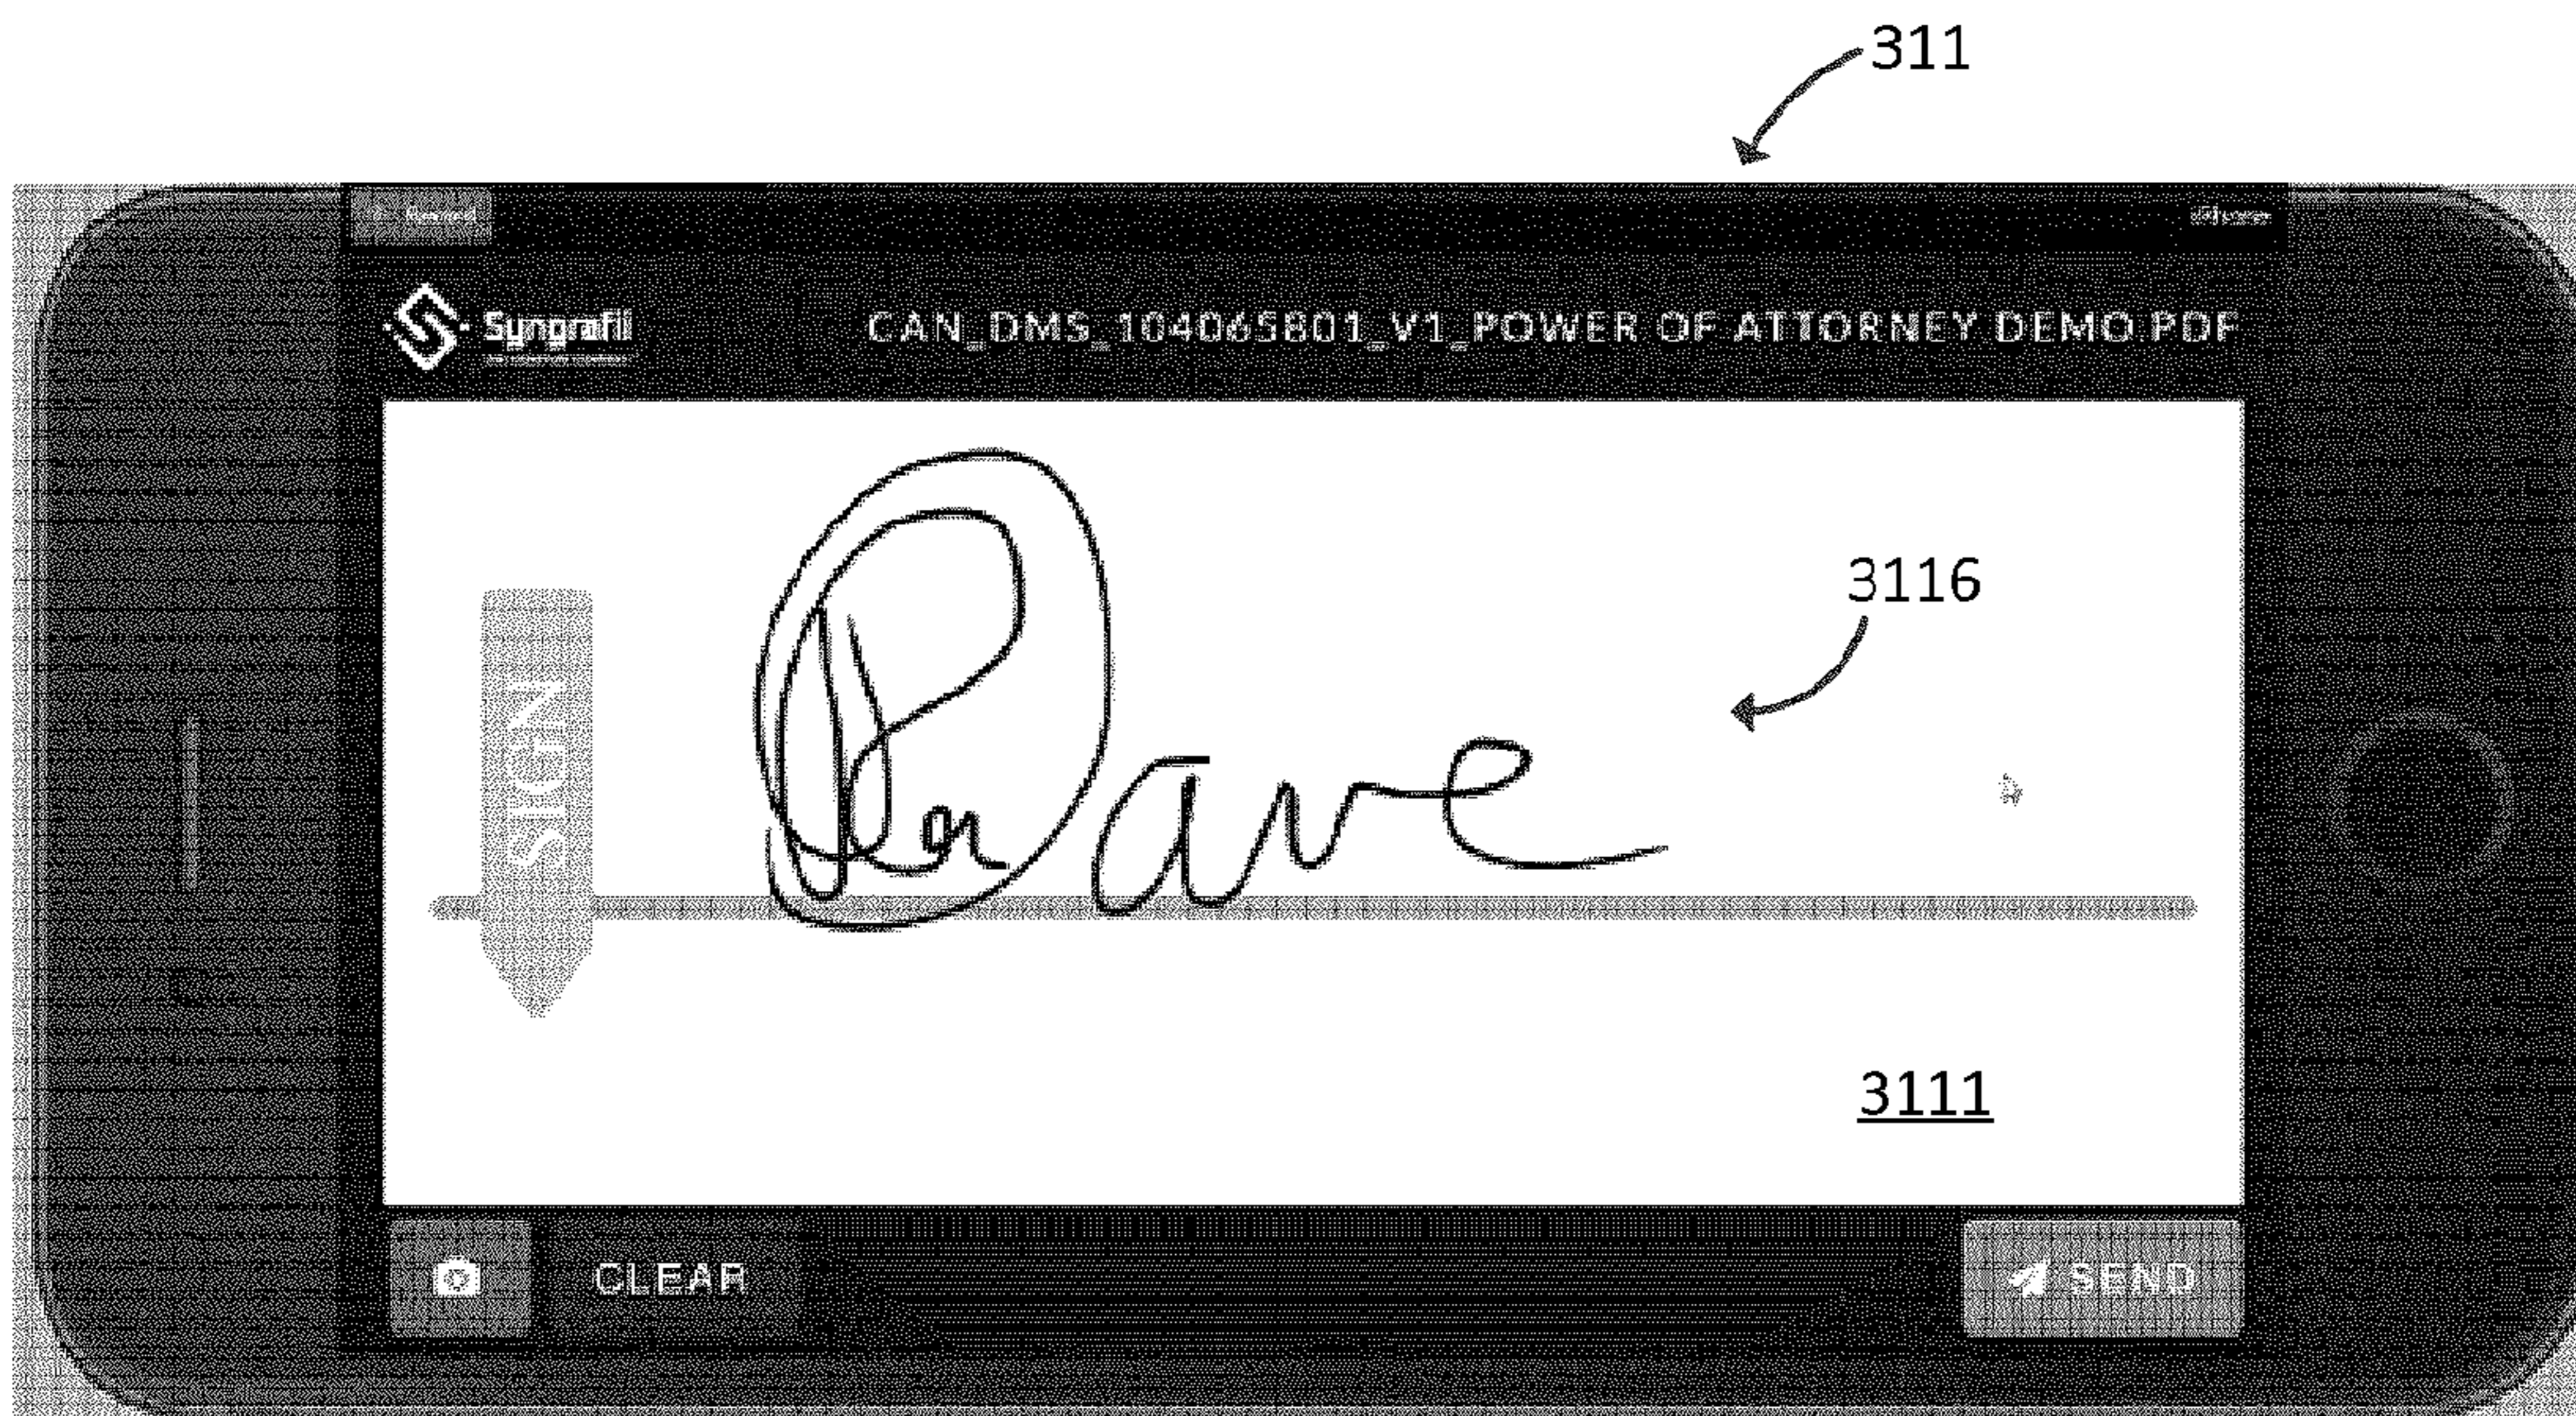 311
Syngrafii
CAN_DMS_104065801_V1_POWER OF ATTORNEY DEMO.PDF
3116
SIGN
Dave
3111
CLEAR
SEND